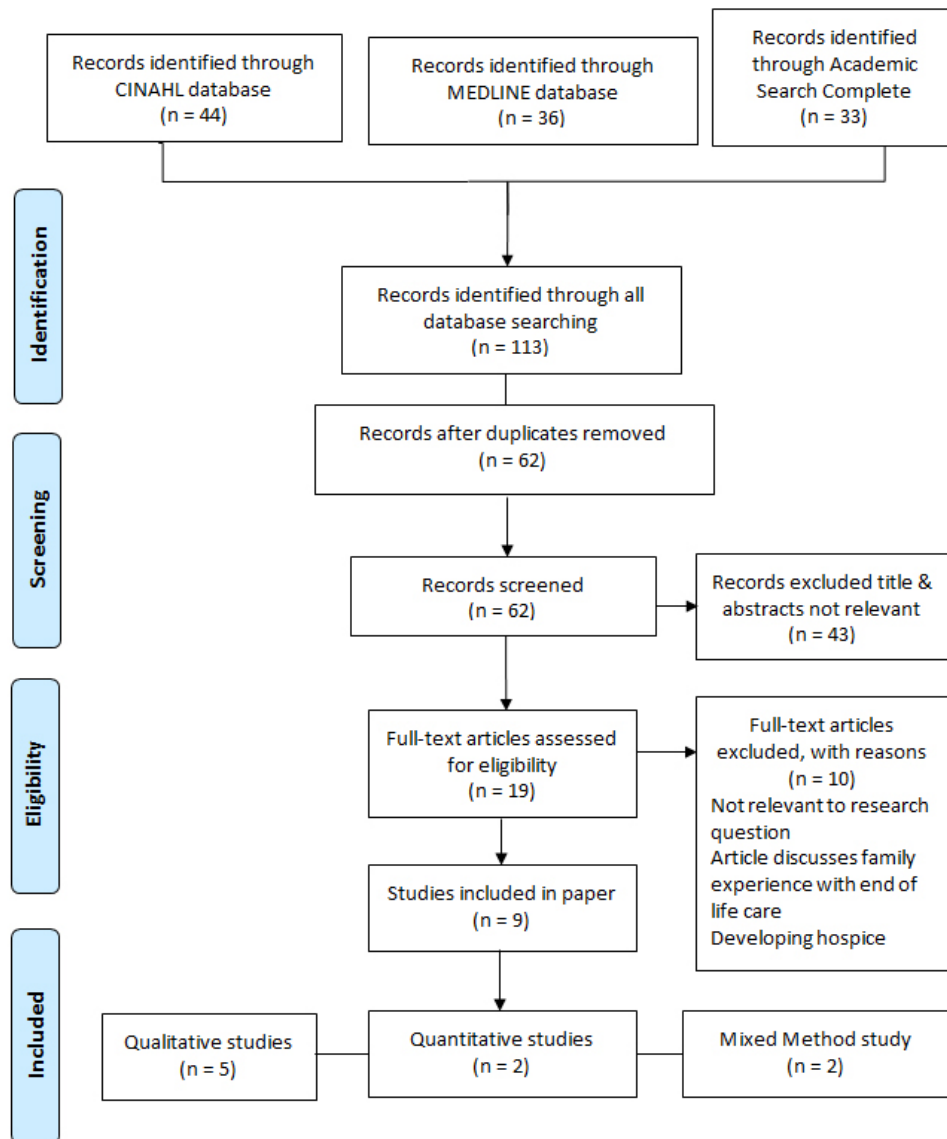 Records identified through
CINAHL database
(n = 44)
Records identified through
MEDLINE database
(n = 36)
Records identified
through Academic
Search Complete
(n = 33)
Identification
Records identified through all
database searching
(n = 113)
Records after duplicates removed
(n = 62)
Screening
Records screened
(n = 62)
Records excluded title &
abstracts not relevant
(n = 43)
Eligibility
Full-text articles assessed
for eligibility
(n = 19)
Full-text articles
excluded, with reasons
(n = 10)
Not relevant to research
question
Article discusses family
experience with end of
life care
Developing hospice
Studies included in paper
(n = 9)
Included
Qualitative studies
(n = 5)
Quantitative studies
(n = 2)
Mixed Method study
(n = 2)